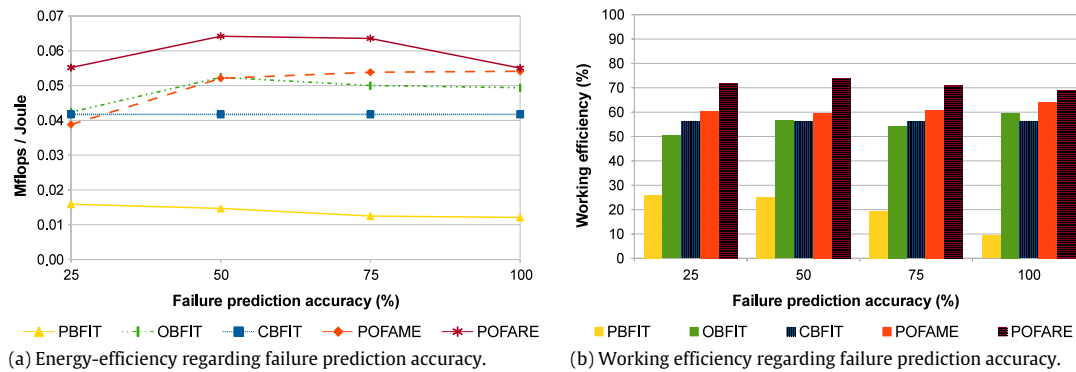 0.07
0.06
0.05
0.04
0.03
0.02
0.01
0.00
Mflops / Joule
25 50 75 100
Failure prediction accuracy (%)
PBFIT OBFIT CBFIT POFAME POFARE
(a) Energy-efficiency regarding failure prediction accuracy.
100
90
80
70
60
50
40
30
20
10
0
Working efficiency (%)
25 50 75 100
Failure prediction accuracy (%)
PBFIT OBFIT CBFIT POFAME POFARE
(b) Working efficiency regarding failure prediction accuracy.